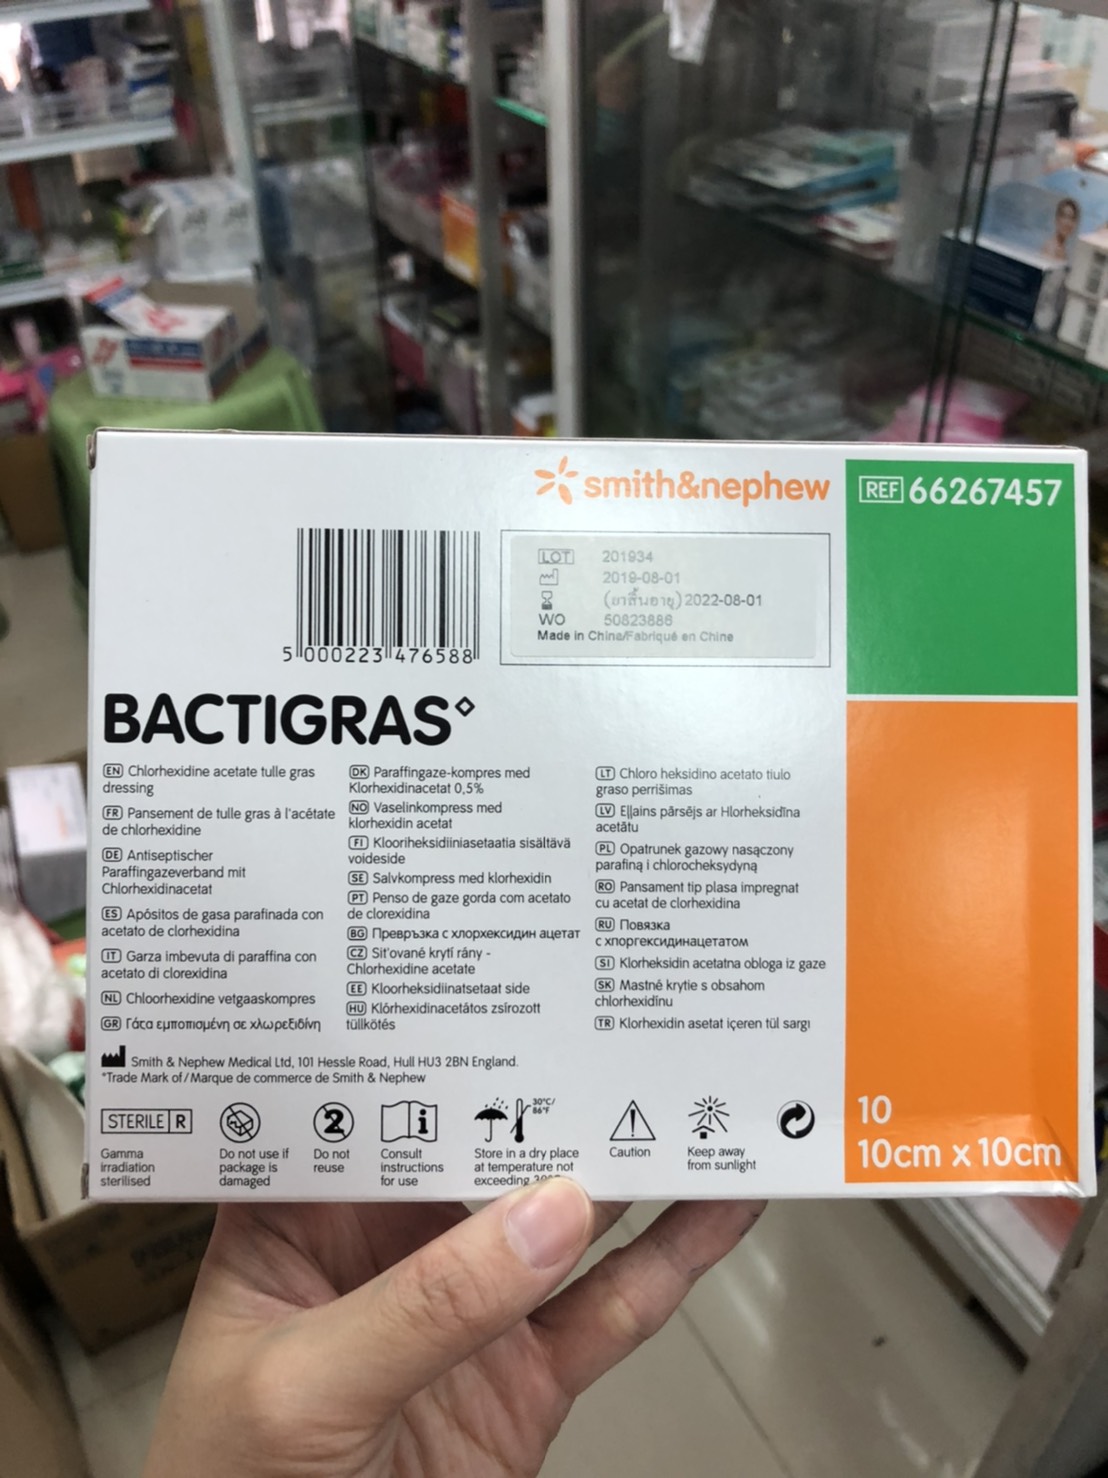 smith&nephew
REF 66267457
LOT 201934
2019-08-01
(ยาสิ้นอายุ)2022-08-01
WO 50823886
Made in China/Fabriqué en Chine
5 000223 476588
BACTIGRAS◇
EN Chlorhexidine acetate tulle gras
dressing
FR Pansement de tulle gras à l'acétate
de chlorhexidine
DE Antiseptischer
Paraffingazeverband mit
Chlorhexidinacetat
ES Apósitos de gasa parafinada con
acetato de clorhexidina
IT Garza imbevuta di paraffina con
acetato di clorexidina
NL Chloorhexidine vetgaaskompres
GR Γάζα εμποτισμένη σε χλωρεξιδίνη
DK Paraffingaze-kompres med
Klorhexidinacetat 0,5%
NO Vaselinkompress med
klorhexidin acetat
FI Klooriheksidiiniasetaatia sisältävä
voideside
SE Salvkompress med klorhexidin
PT Penso de gaze gorda com acetato
de clorexidina
BG Превръзка с хлорхексидин ацетат
CZ Síťované krytí rány -
Chlorhexidine acetate
EE Kloorheksidiinatsetaat side
HU Klórhexidinacetátos zsírozott
tüllkötés
LT Chloro heksidino acetato tiulo
graso perrišimas
LV Eļļains pārsējs ar Hlorheksidīna
acetātu
PL Opatrunek gazowy nasączony
parafiną i chlorocheksydyną
RO Pansament tip plasa impregnat
cu acetat de clorhexidina
RU Повязка
с хлоргексидинацетатом
SI Klorheksidin acetatna obloga iz gaze
SK Mastné krytie s obsahom
chlorhexidínu
TR Klorhexidin asetat içeren tül sargı
Smith & Nephew Medical Ltd, 101 Hessle Road, Hull HU3 2BN England.
*Trade Mark of/Marque de commerce de Smith & Nephew
STERILE R
Gamma
irradiation
sterilised
Do not use if
package is
damaged
2
Do not
reuse
i
Consult
instructions
for use
30°C/
86°F
Store in a dry place
at temperature not
exceeding
Caution
Keep away
from sunlight
10
10cm x 10cm